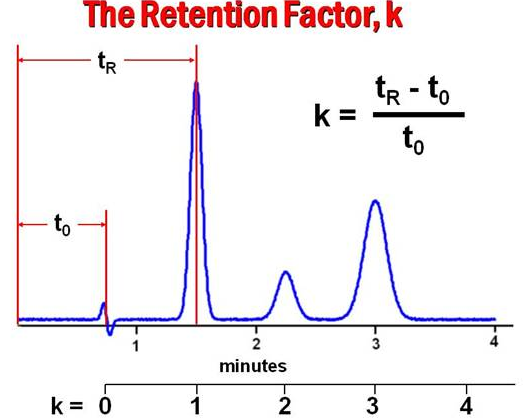 The Retention Factor, k
tR
k = tR - t0
t0
t0
1 2 3 4
minutes
k = 0 1 2 3 4